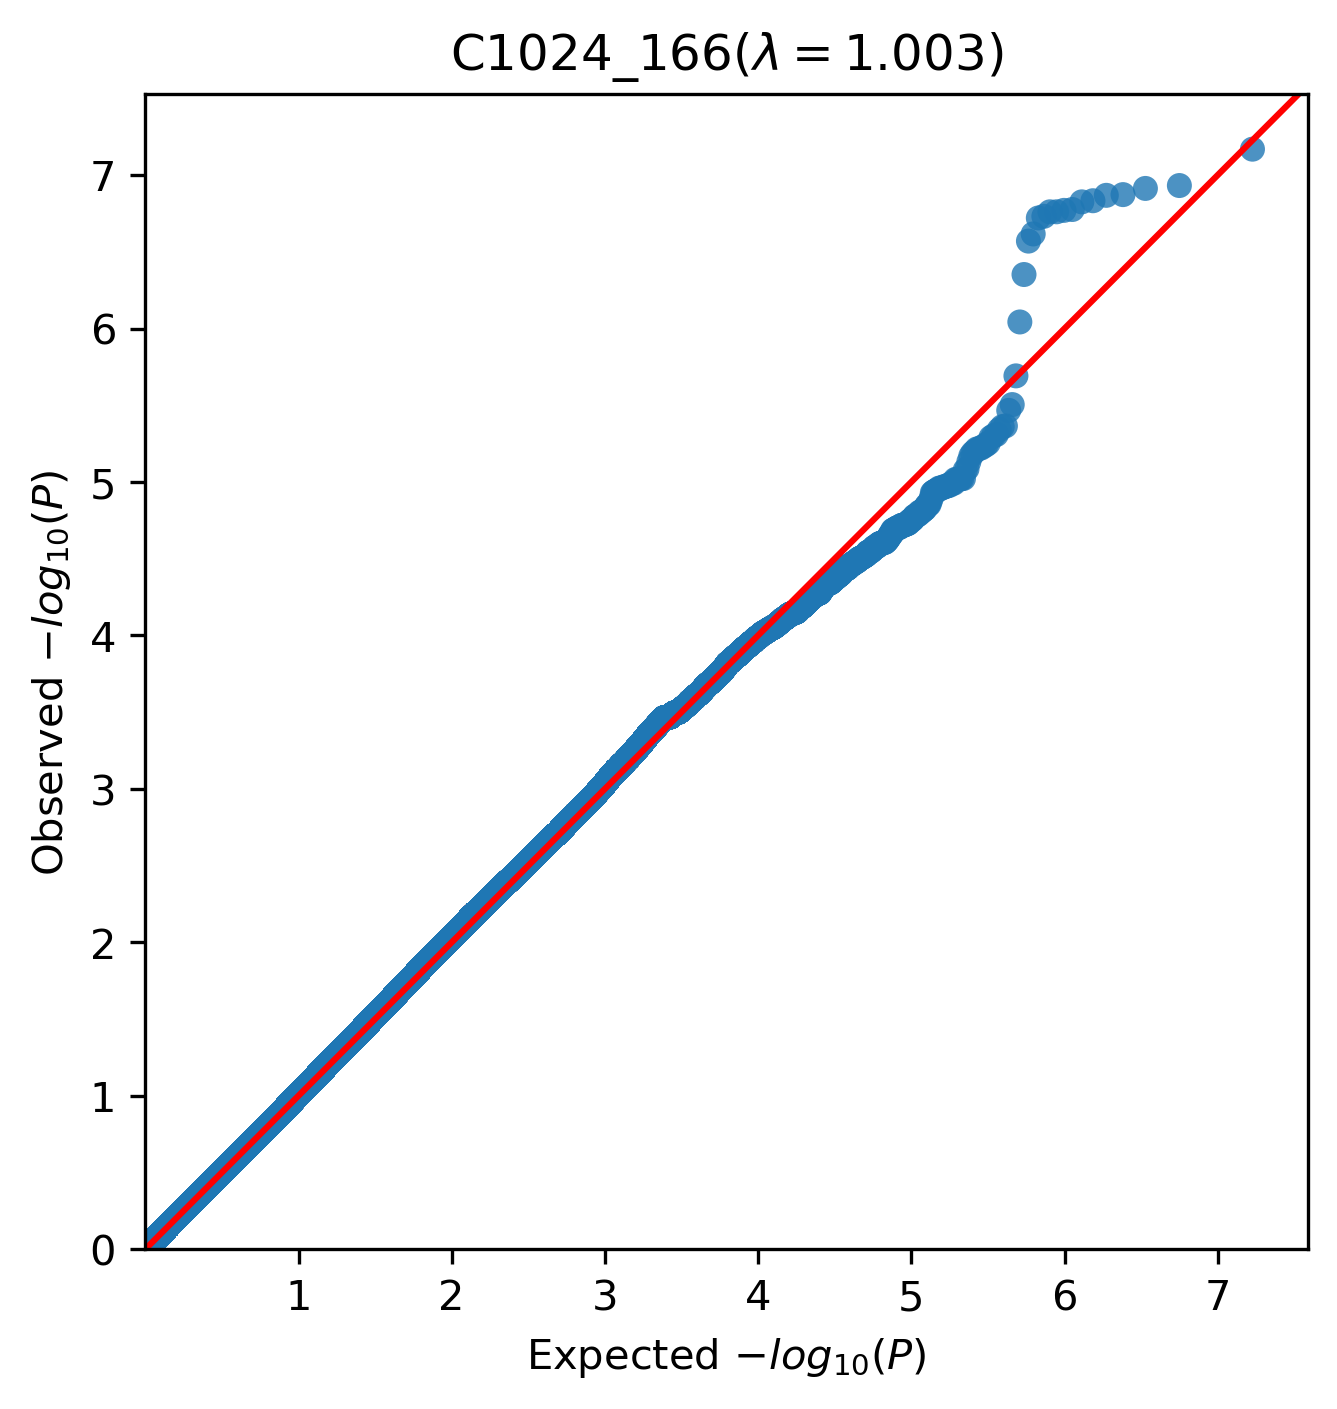 C1024_166(λ = 1.003)
Observed −log10(P)
7
6
5
4
3
2
1
0
1 2 3 4 5 6 7
Expected −log10(P)